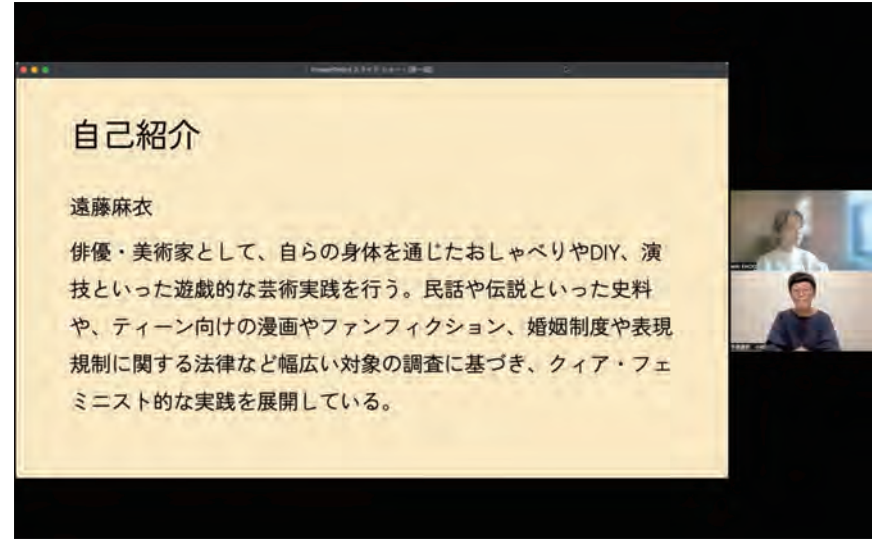 自己紹介
遠藤麻衣
俳優・美術家として、自らの身体を通じたおしゃべりやDIY、演
技といった遊戯的な芸術実践を行う。民話や伝説といった史料
や、ティーン向けの漫画やファンフィクション、婚姻制度や表現
規制に関する法律など幅広い対象の調査に基づき、クィア・フェ
ミニスト的な実践を展開している。